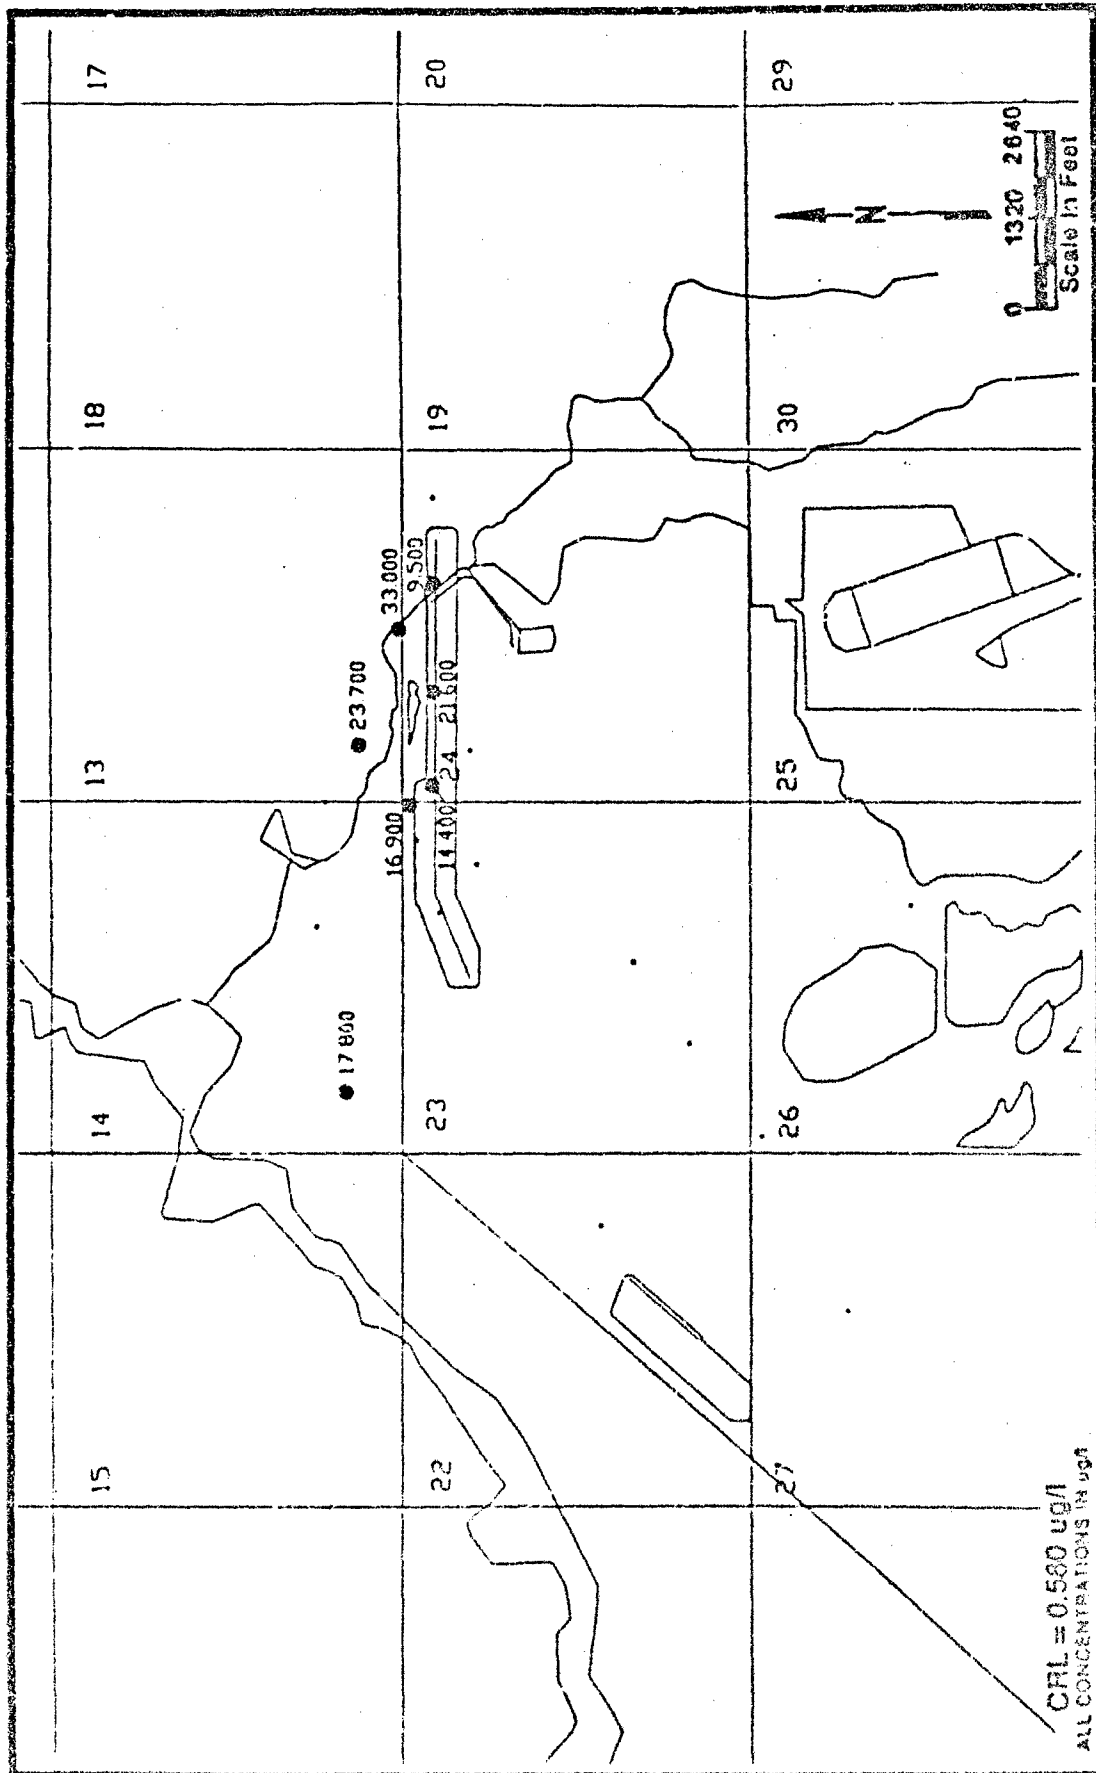 15 14 13 18 17
17 800
23 700
33 000
16 900
9.500
22 23 24 19 20
14 400
21 600
27 26 25 30 29
N
0 1320 2640
Scale in Feet
CRL = 0.580 ug/l
ALL CONCENTRATIONS IN ug/l